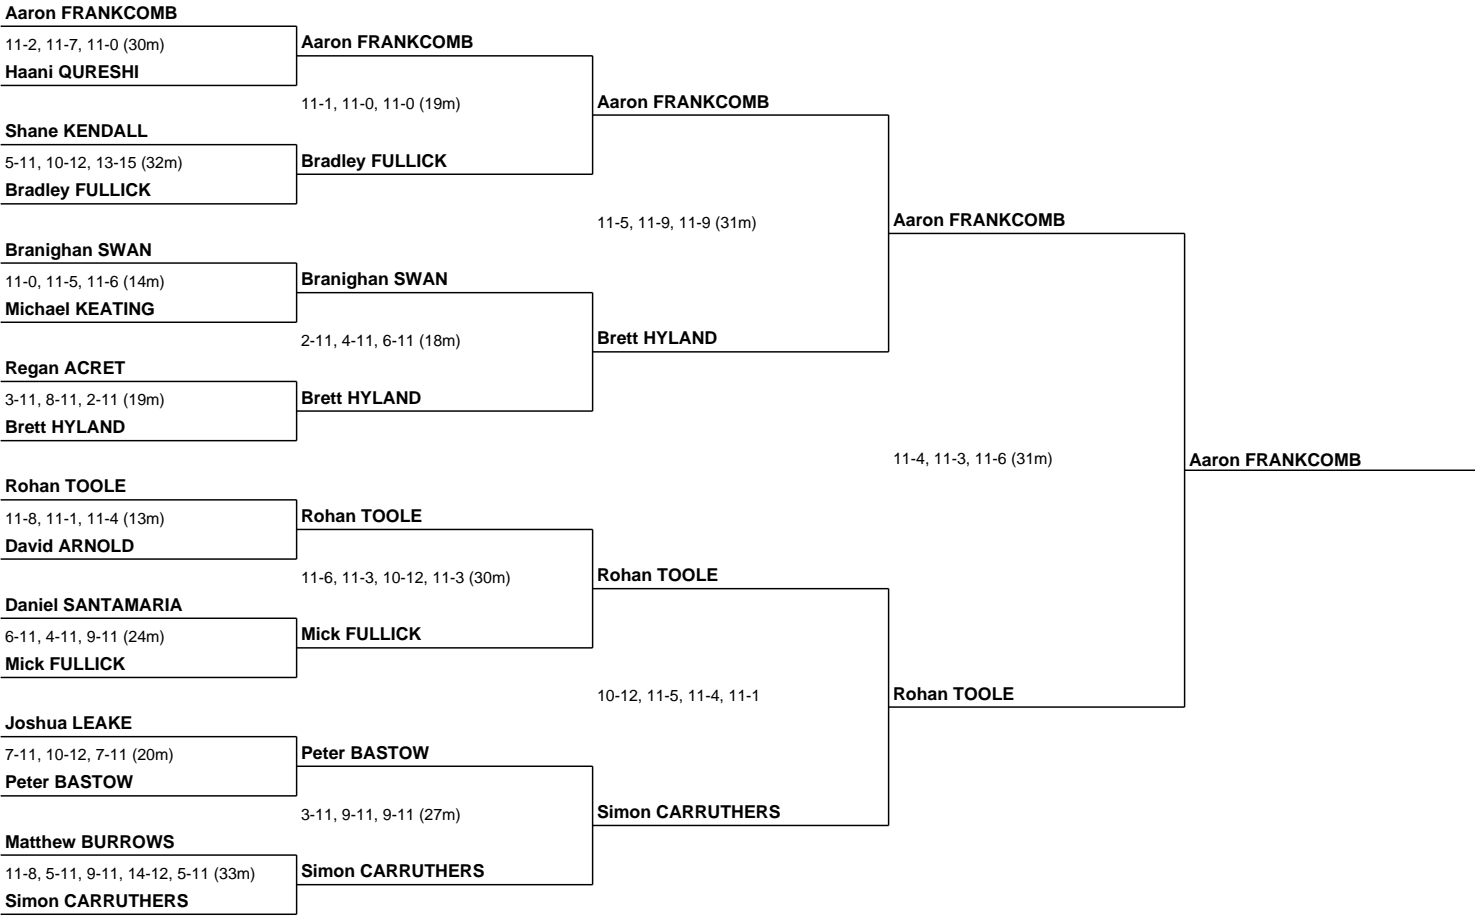 Aaron FRANKCOMB
11-2, 11-7, 11-0 (30m)
Haani QURESHI
Shane KENDALL
5-11, 10-12, 13-15 (32m)
Bradley FULLICK
Branighan SWAN
11-0, 11-5, 11-6 (14m)
Michael KEATING
Regan ACRET
3-11, 8-11, 2-11 (19m)
Brett HYLAND
Rohan TOOLE
11-8, 11-1, 11-4 (13m)
David ARNOLD
Daniel SANTAMARIA
6-11, 4-11, 9-11 (24m)
Mick FULLICK
Joshua LEAKE
7-11, 10-12, 7-11 (20m)
Peter BASTOW
Matthew BURROWS
11-8, 5-11, 9-11, 14-12, 5-11 (33m)
Simon CARRUTHERS
Aaron FRANKCOMB
11-1, 11-0, 11-0 (19m)
Bradley FULLICK
Branighan SWAN
2-11, 4-11, 6-11 (18m)
Brett HYLAND
Rohan TOOLE
11-6, 11-3, 10-12, 11-3 (30m)
Mick FULLICK
Peter BASTOW
3-11, 9-11, 9-11 (27m)
Simon CARRUTHERS
Aaron FRANKCOMB
11-5, 11-9, 11-9 (31m)
Brett HYLAND
Rohan TOOLE
10-12, 11-5, 11-4, 11-1
Simon CARRUTHERS
Aaron FRANKCOMB
11-4, 11-3, 11-6 (31m)
Rohan TOOLE
Aaron FRANKCOMB